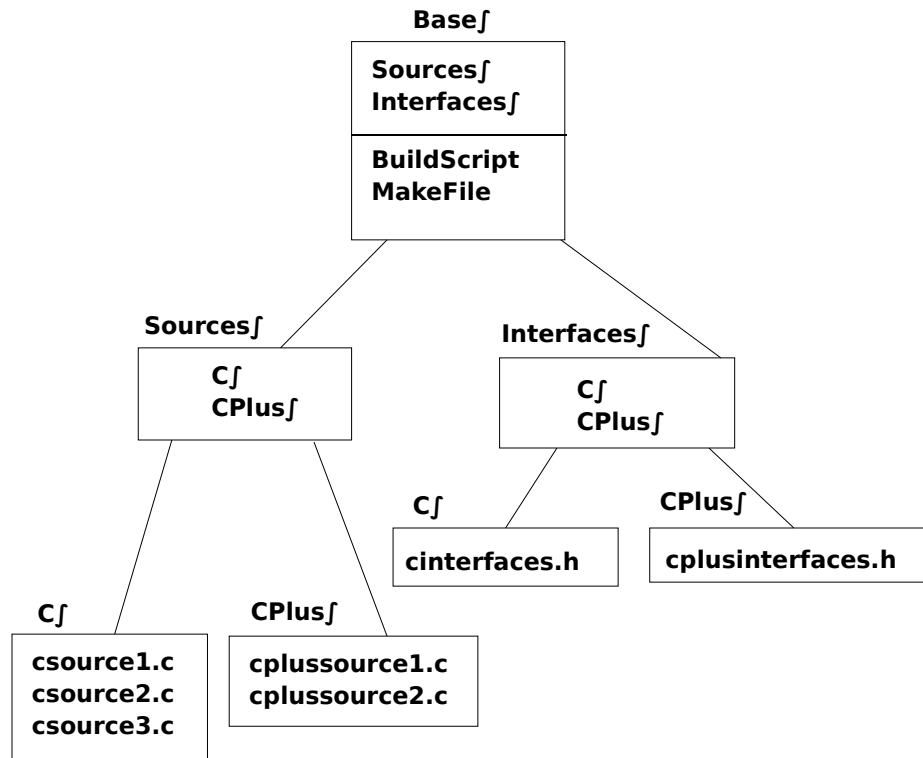 Base∫
Sources∫
Interfaces∫
BuildScript
MakeFile
Sources∫
C∫
CPlus∫
Interfaces∫
C∫
CPlus∫
C∫
cinterfaces.h
CPlus∫
cplusinterfaces.h
C∫
csource1.c
csource2.c
csource3.c
CPlus∫
cplussource1.c
cplussource2.c